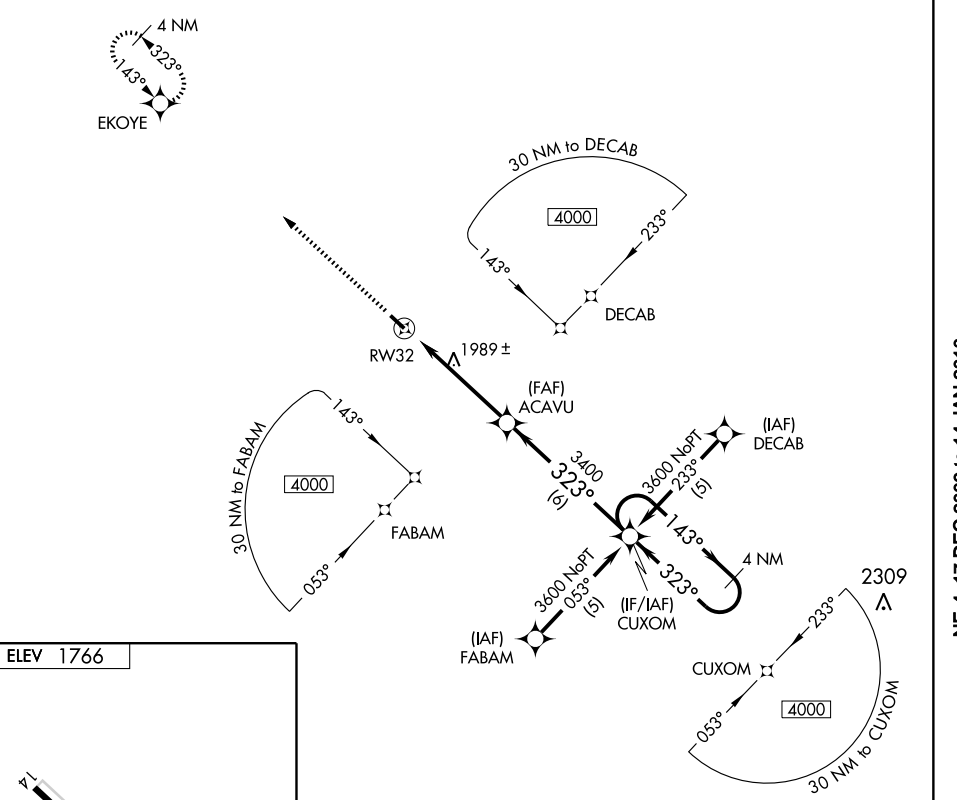 4 NM
323°
143°
EKOYE
30 NM to DECAB
4000
233°
143°
DECAB
RW32
1989 ±
(FAF)
ACAVU
143°
30 NM to FABAM
4000
FABAM
053°
3400
323°
(6)
(IAF)
DECAB
3600 NoPT
233°
(5)
143°
4 NM
323°
3600 NoPT
053°
(5)
(IF/IAF)
CUXOM
(IAF)
FABAM
2309
233°
CUXOM
4000
053°
30 NM to CUXOM
ELEV 1766
14